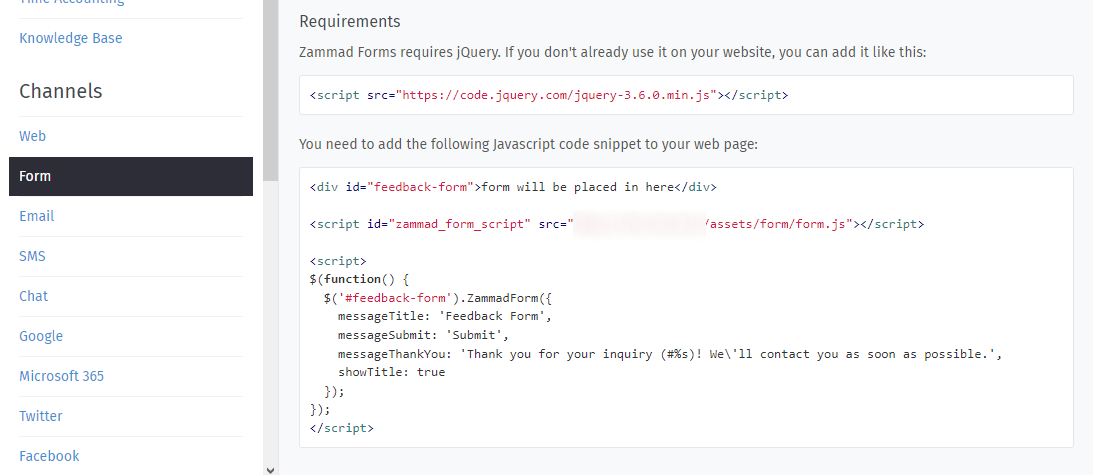 Time Accounting
Knowledge Base
Channels
Web
Form
Email
SMS
Chat
Google
Microsoft 365
Twitter
Facebook
Requirements
Zammad Forms requires jQuery. If you don't already use it on your website, you can add it like this:
<script src="https://code.jquery.com/jquery-3.6.0.min.js"></script>
You need to add the following Javascript code snippet to your web page:
<div id="feedback-form">form will be placed in here</div>
<script id="zammad_form_script" src="/assets/form/form.js"></script>
<script>
$(function() {
$('#feedback-form').ZammadForm({
messageTitle: 'Feedback Form',
messageSubmit: 'Submit',
messageThankYou: 'Thank you for your inquiry (#%s)! We\'ll contact you as soon as possible.',
showTitle: true
});
});
</script>